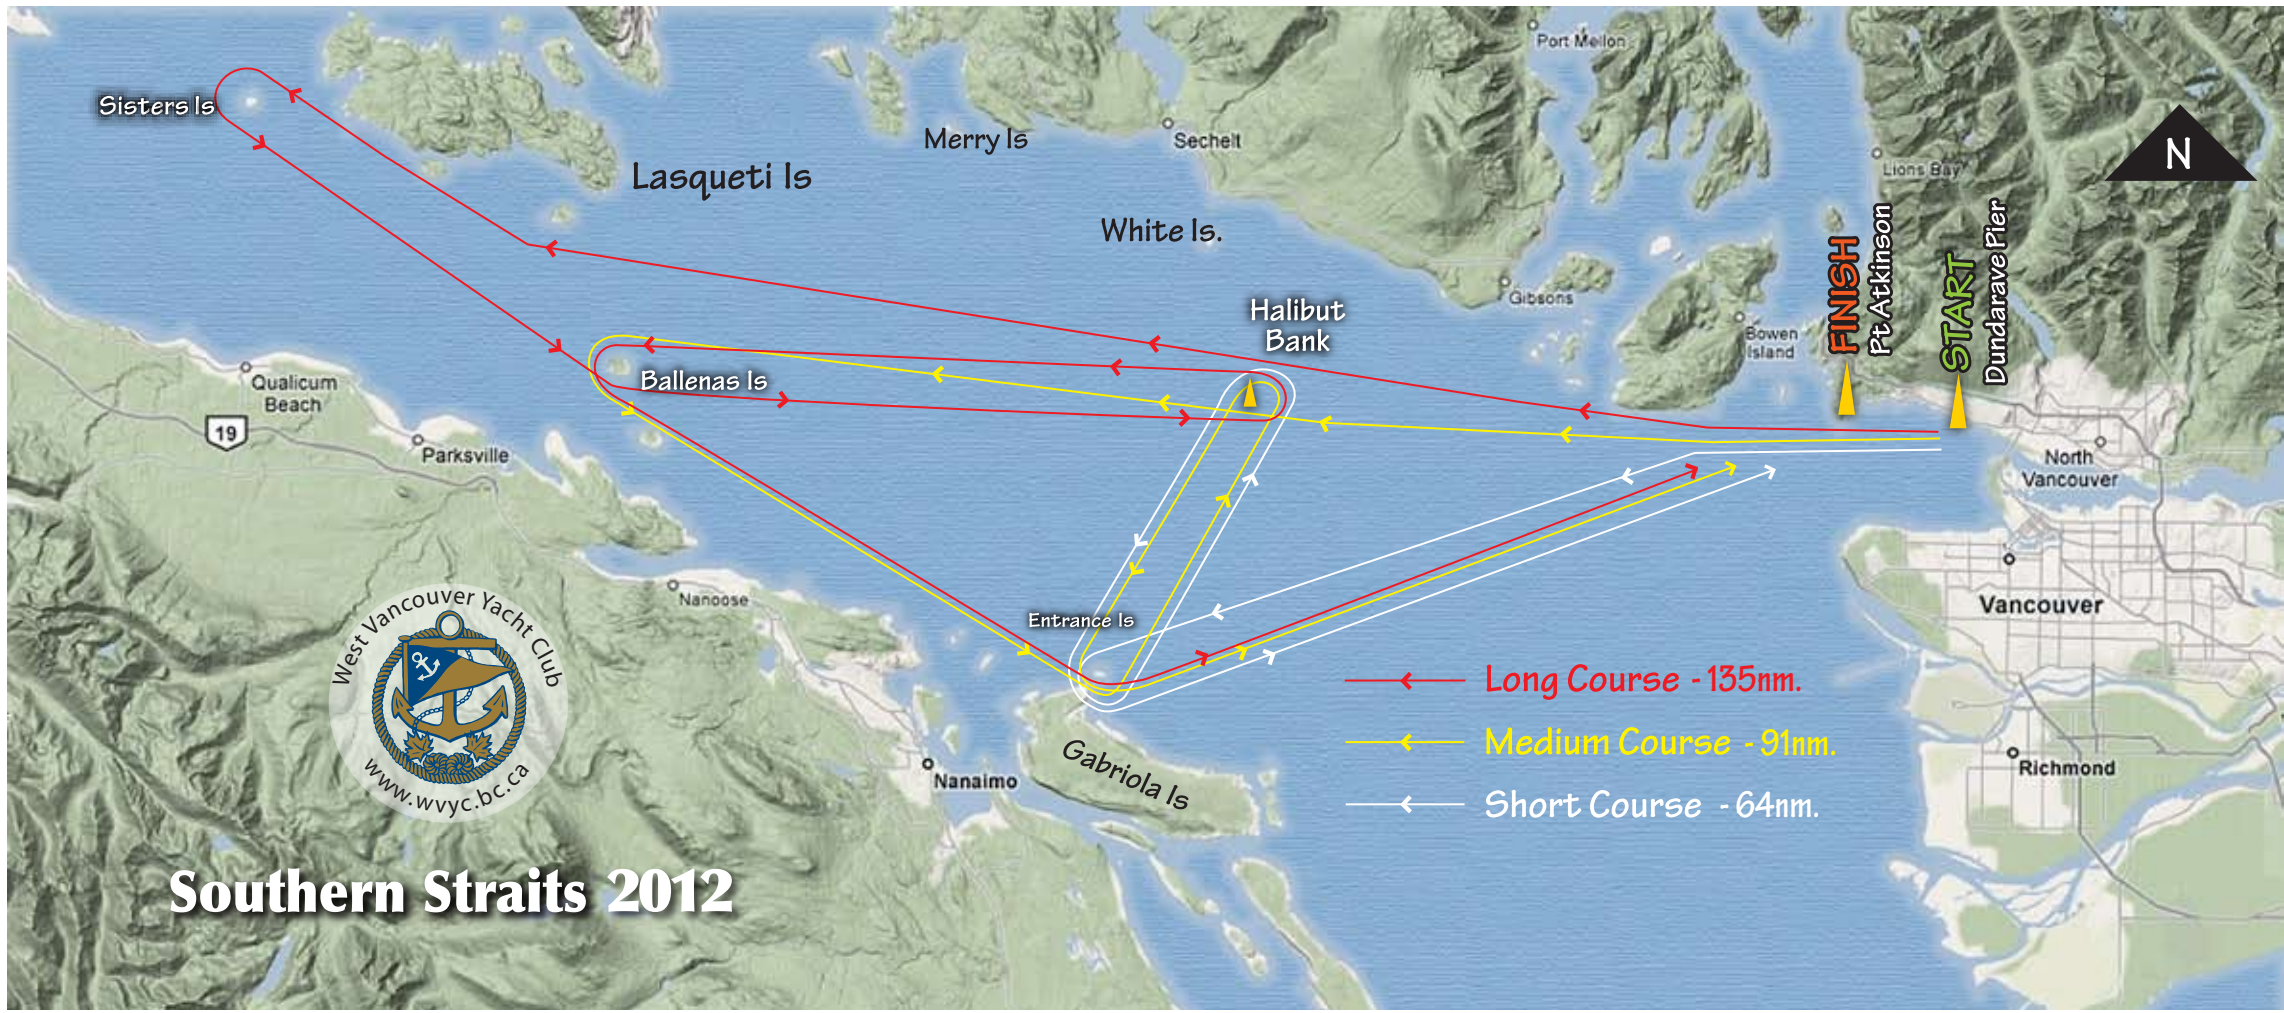 Port Mellon
Sisters Is
Merry Is
Sechelt
N
Lions Bay
Lasqueti Is
White Is.
FINISH
Pt Atkinson
START
Dundarave Pier
Gibsons
Halibut
Bank
Bowen
Island
Ballenas Is
Qualicum
Beach
19
Parksville
North
Vancouver
Nanoose
Vancouver
Entrance Is
West Vancouver Yacht Club
www.wvyc.bc.ca
Long Course - 135nm.
Medium Course - 91nm.
Short Course - 64nm.
Gabriola Is
Nanaimo
Richmond
Southern Straits 2012